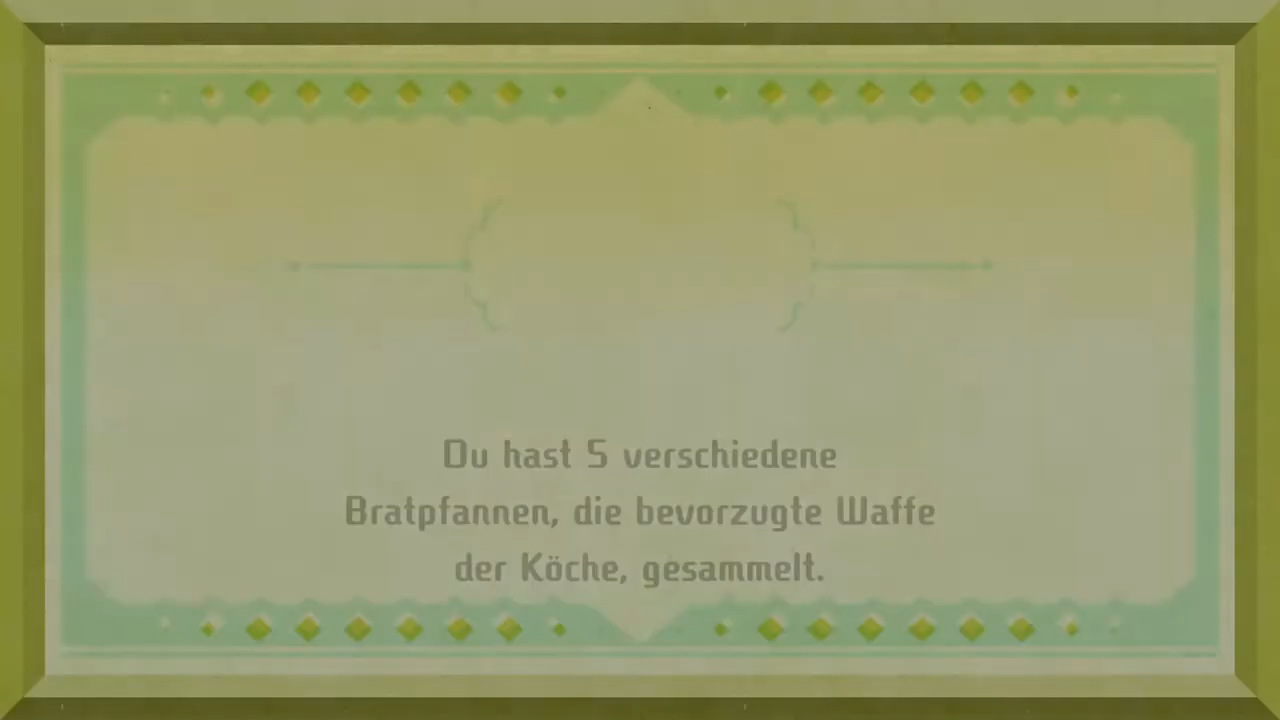 Du hast 5 verschiedene
Bratpfannen, die bevorzugte Waffe
der Köche, gesammelt.